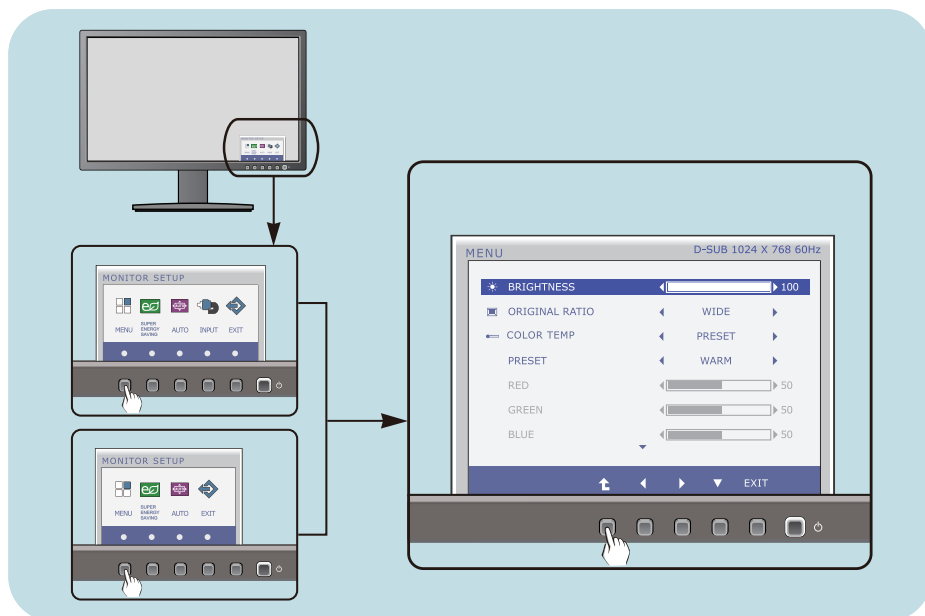 MONITOR SETUP
MENU
SUPER
ENERGY
SAVING
AUTO
INPUT
EXIT
MONITOR SETUP
MENU
SUPER
ENERGY
SAVING
AUTO
EXIT
MENU D-SUB 1024 X 768 60Hz
BRIGHTNESS 100
ORIGINAL RATIO WIDE
COLOR TEMP PRESET
PRESET WARM
RED 50
GREEN 50
BLUE 50
EXIT